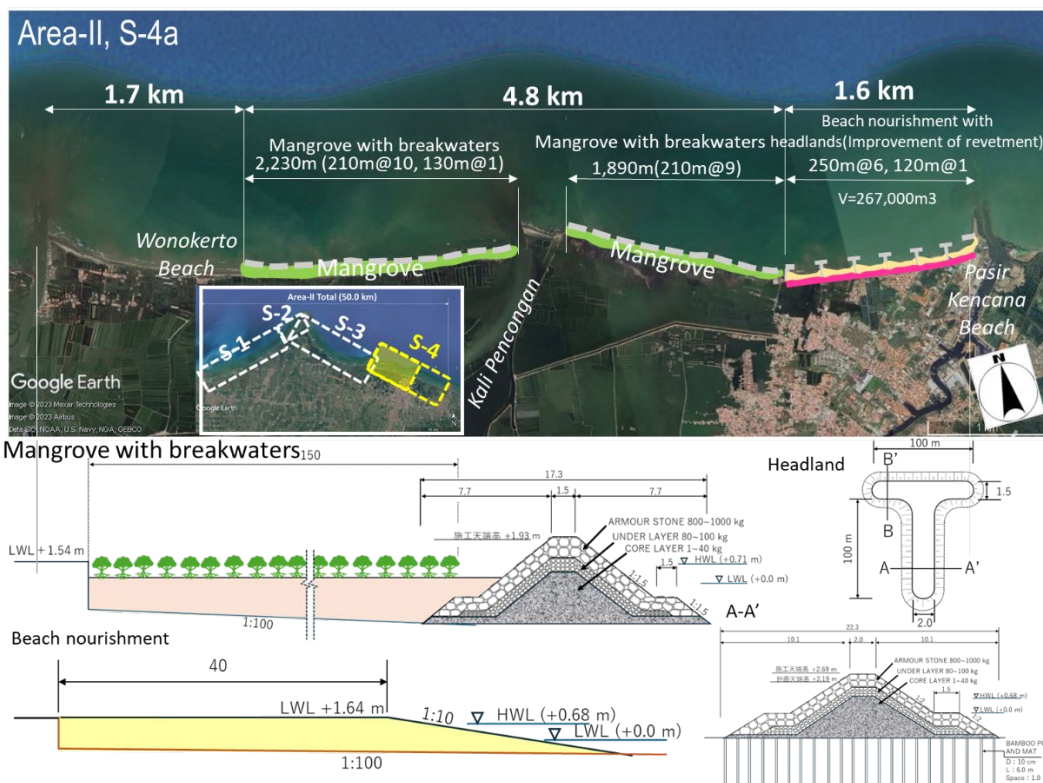 Area-II, S-4a
1.7 km
4.8 km
1.6 km
Mangrove with breakwaters
2,230m (210m@10, 130m@1)
Mangrove with breakwaters
1,890m(210m@9)
Beach nourishment with
headlands(Improvement of revetment)
250m@6, 120m@1
V=267,000m3
Wonokerto
Beach
Mangrove
Mangrove
Kali Pencongan
Pasir
Kencana
Beach
Area-II Total (50.0 km)
S-1
S-2
S-3
S-4
Google Earth
N
Google Earth
Image © 2023 Maxar Technologies
Image © 2023 Airbus
Data SIO, NOAA, U.S. Navy, NGA, GEBCO
Mangrove with breakwaters
150
17.3
7.7
1.5
7.7
LWL + 1.54 m
施工天端高 +1.93 m
ARMOUR STONE 800~1000 kg
UNDER LAYER 80~100 kg
CORE LAYER 1~40 kg
1.5
HWL (+0.71 m)
LWL (+0.0 m)
1:1.5
1:1.5
1:100
Headland
100 m
B'
B
1.5
100 m
A
A'
2.0
Beach nourishment
40
LWL +1.64 m
1:10
HWL (+0.68 m)
LWL (+0.0 m)
1:100
A-A'
22.3
10.1
2.0
10.1
施工天端高 +2.69 m
計画天端高 +2.19 m
ARMOUR STONE 800~1000 kg
UNDER LAYER 80~100 kg
CORE LAYER 1~40 kg
1.5
HWL (+0.68 m)
LWL (+0.0 m)
1:2
1:2
BAMBOO PI
AND MAT
D : 10 cm
L : 6.0 m
Space : 1.0